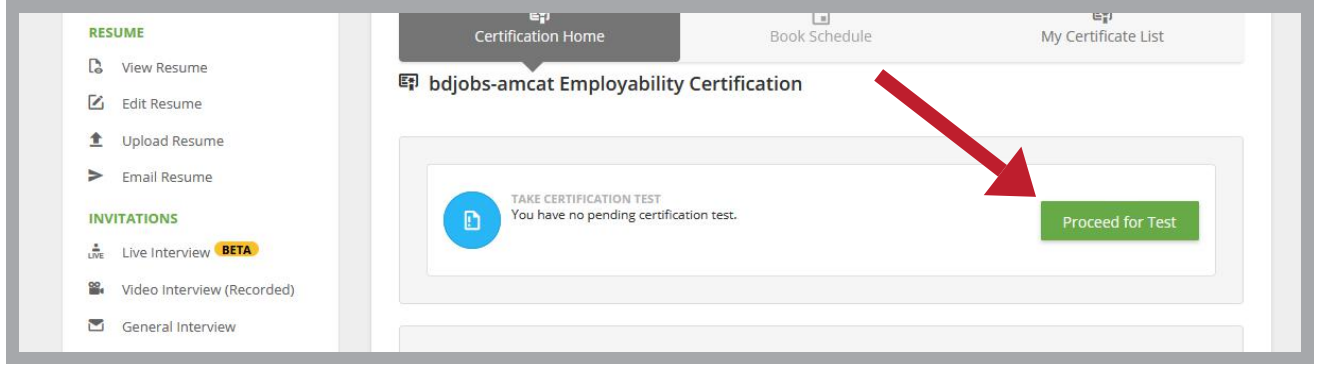 RESUME
View Resume
Edit Resume
Upload Resume
Email Resume
INVITATIONS
LIVE Live Interview BETA
Video Interview (Recorded)
General Interview
Certification Home
Book Schedule
My Certificate List
bdjobs-amcat Employability Certification
TAKE CERTIFICATION TEST
You have no pending certification test.
Proceed for Test